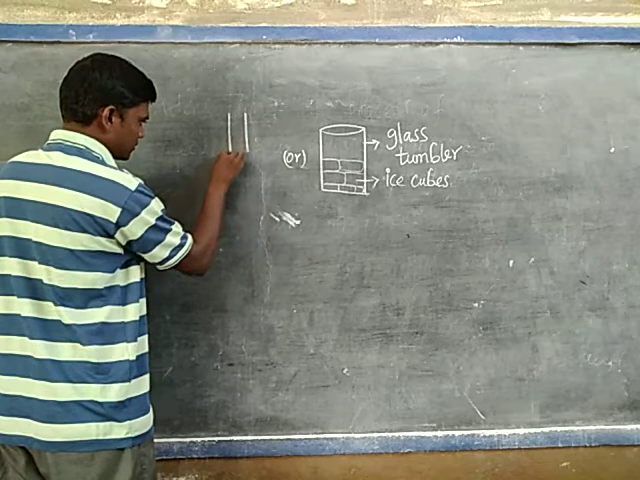 (or)
glass
tumbler
ice cubes